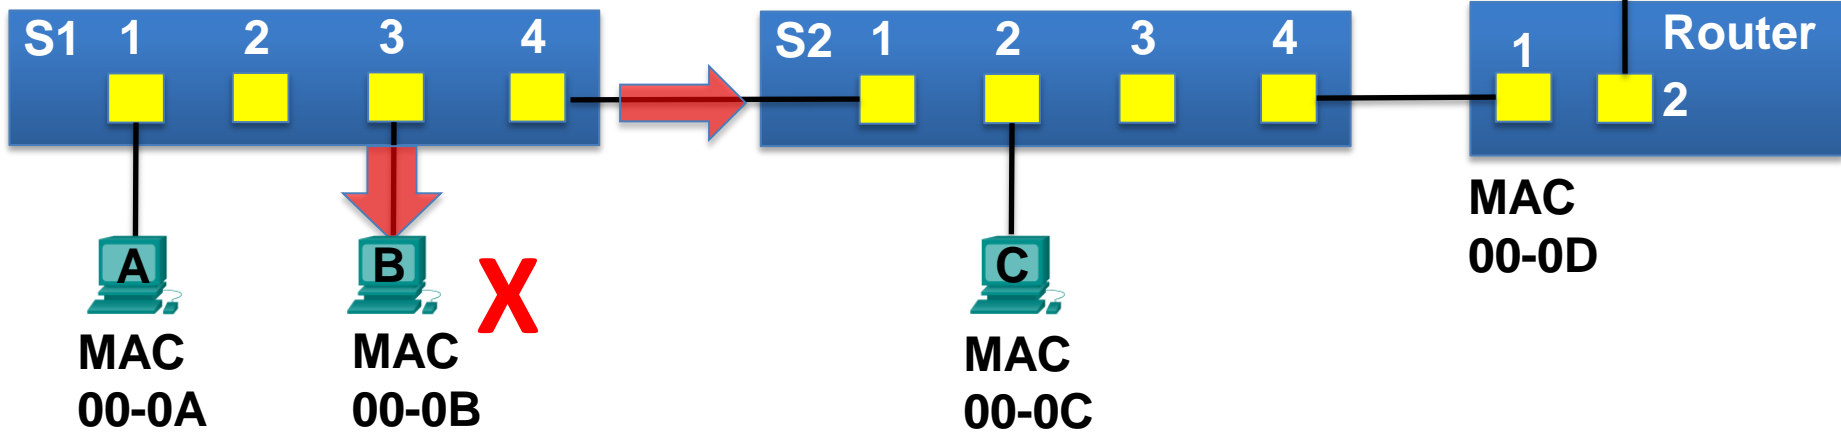 S1 1 2 3 4
S2 1 2 3 4
1 Router
2
A
MAC
00-0A
B
X
MAC
00-0B
C
MAC
00-0C
MAC
00-0D